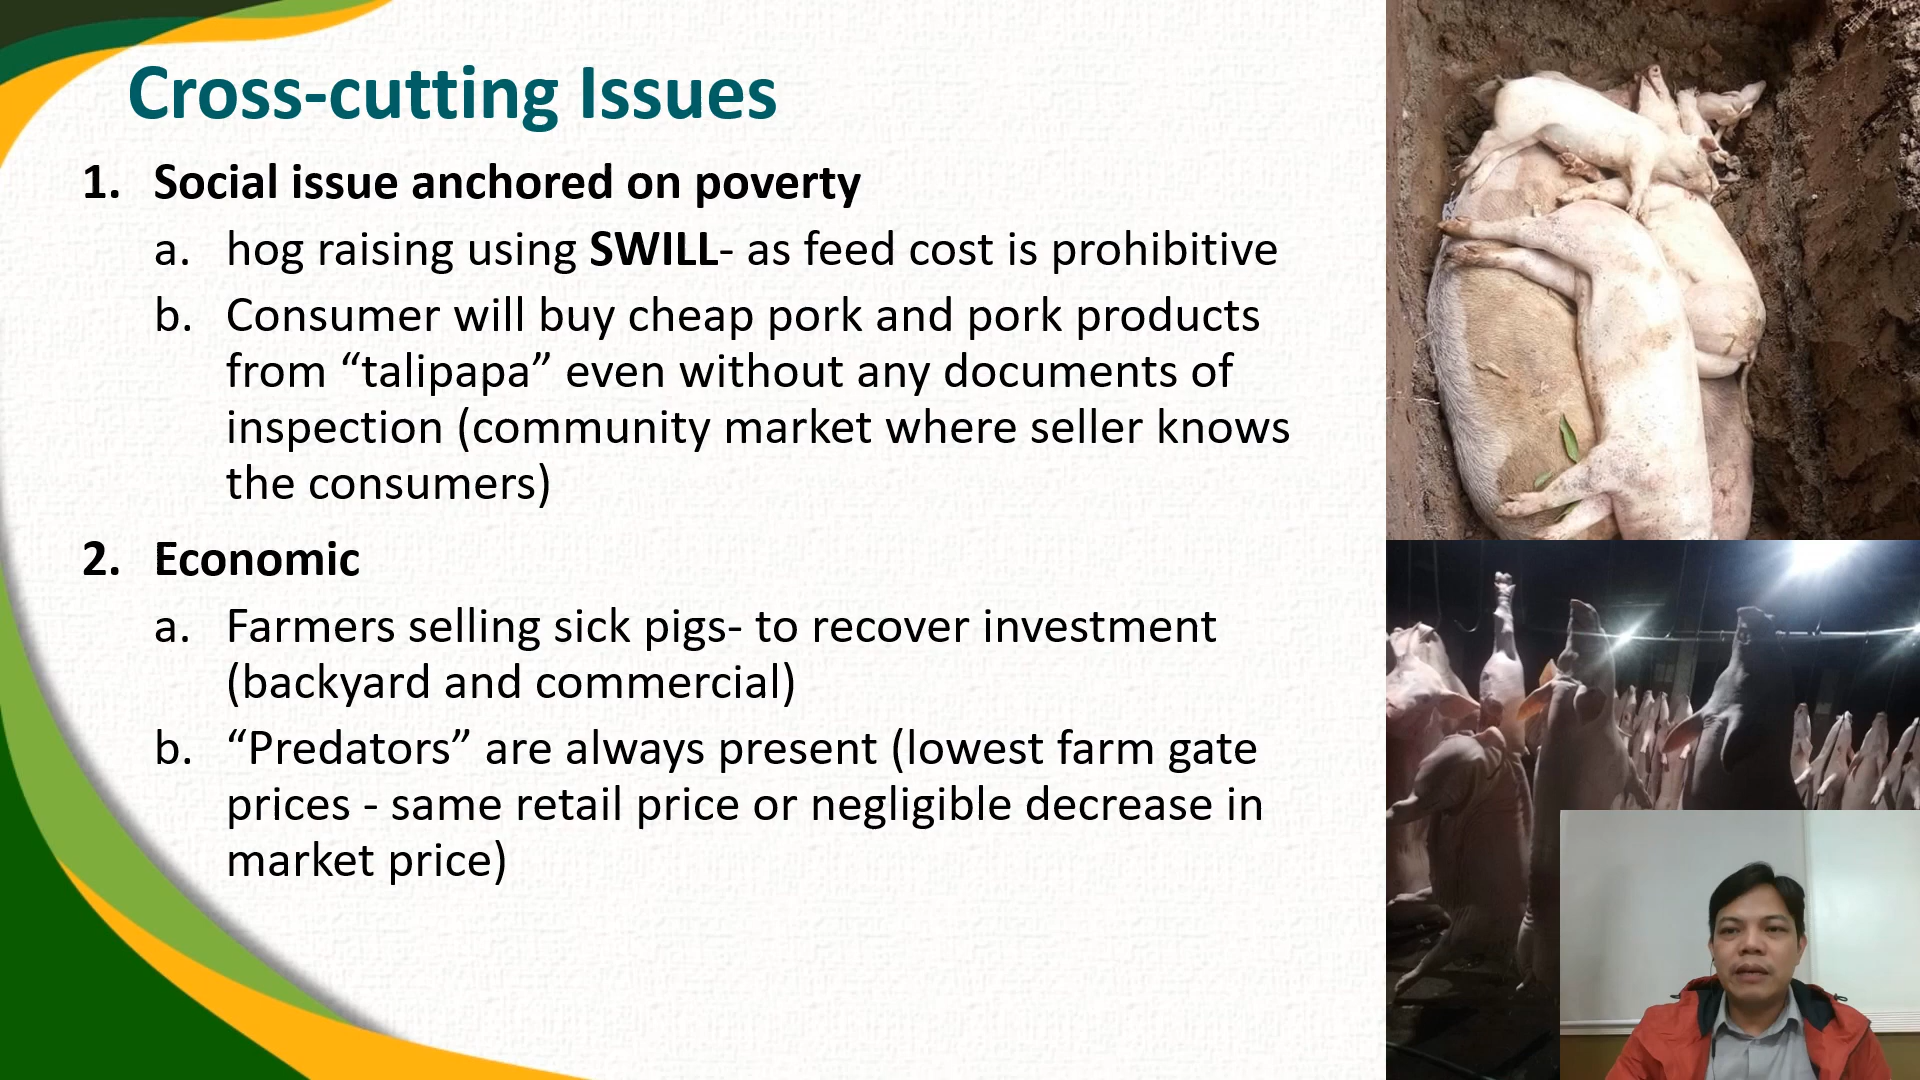 Cross-cutting Issues
1. Social issue anchored on poverty
a. hog raising using SWILL- as feed cost is prohibitive
b. Consumer will buy cheap pork and pork products
from “talipapa” even without any documents of
inspection (community market where seller knows
the consumers)
2. Economic
a. Farmers selling sick pigs- to recover investment
(backyard and commercial)
b. “Predators” are always present (lowest farm gate
prices - same retail price or negligible decrease in
market price)